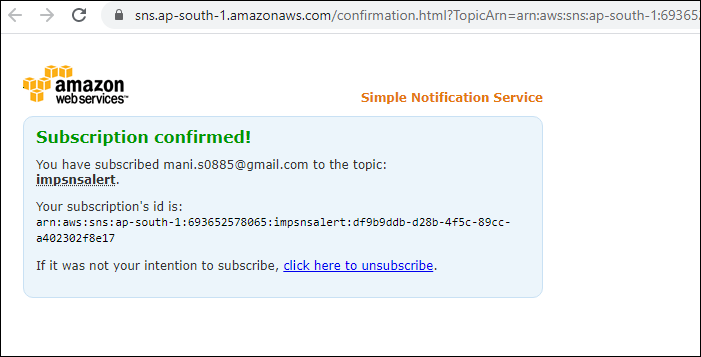 sns.ap-south-1.amazonaws.com/confirmation.html?TopicArn=arn:aws:sns:ap-south-1:69365
amazon
web services™
Simple Notification Service
Subscription confirmed!
You have subscribed mani.s0885@gmail.com to the topic:
impsnsalert.
Your subscription's id is:
arn:aws:sns:ap-south-1:693652578065:impsnsalert:df9b9ddb-d28b-4f5c-89cc-
a402302f8e17
If it was not your intention to subscribe, click here to unsubscribe.